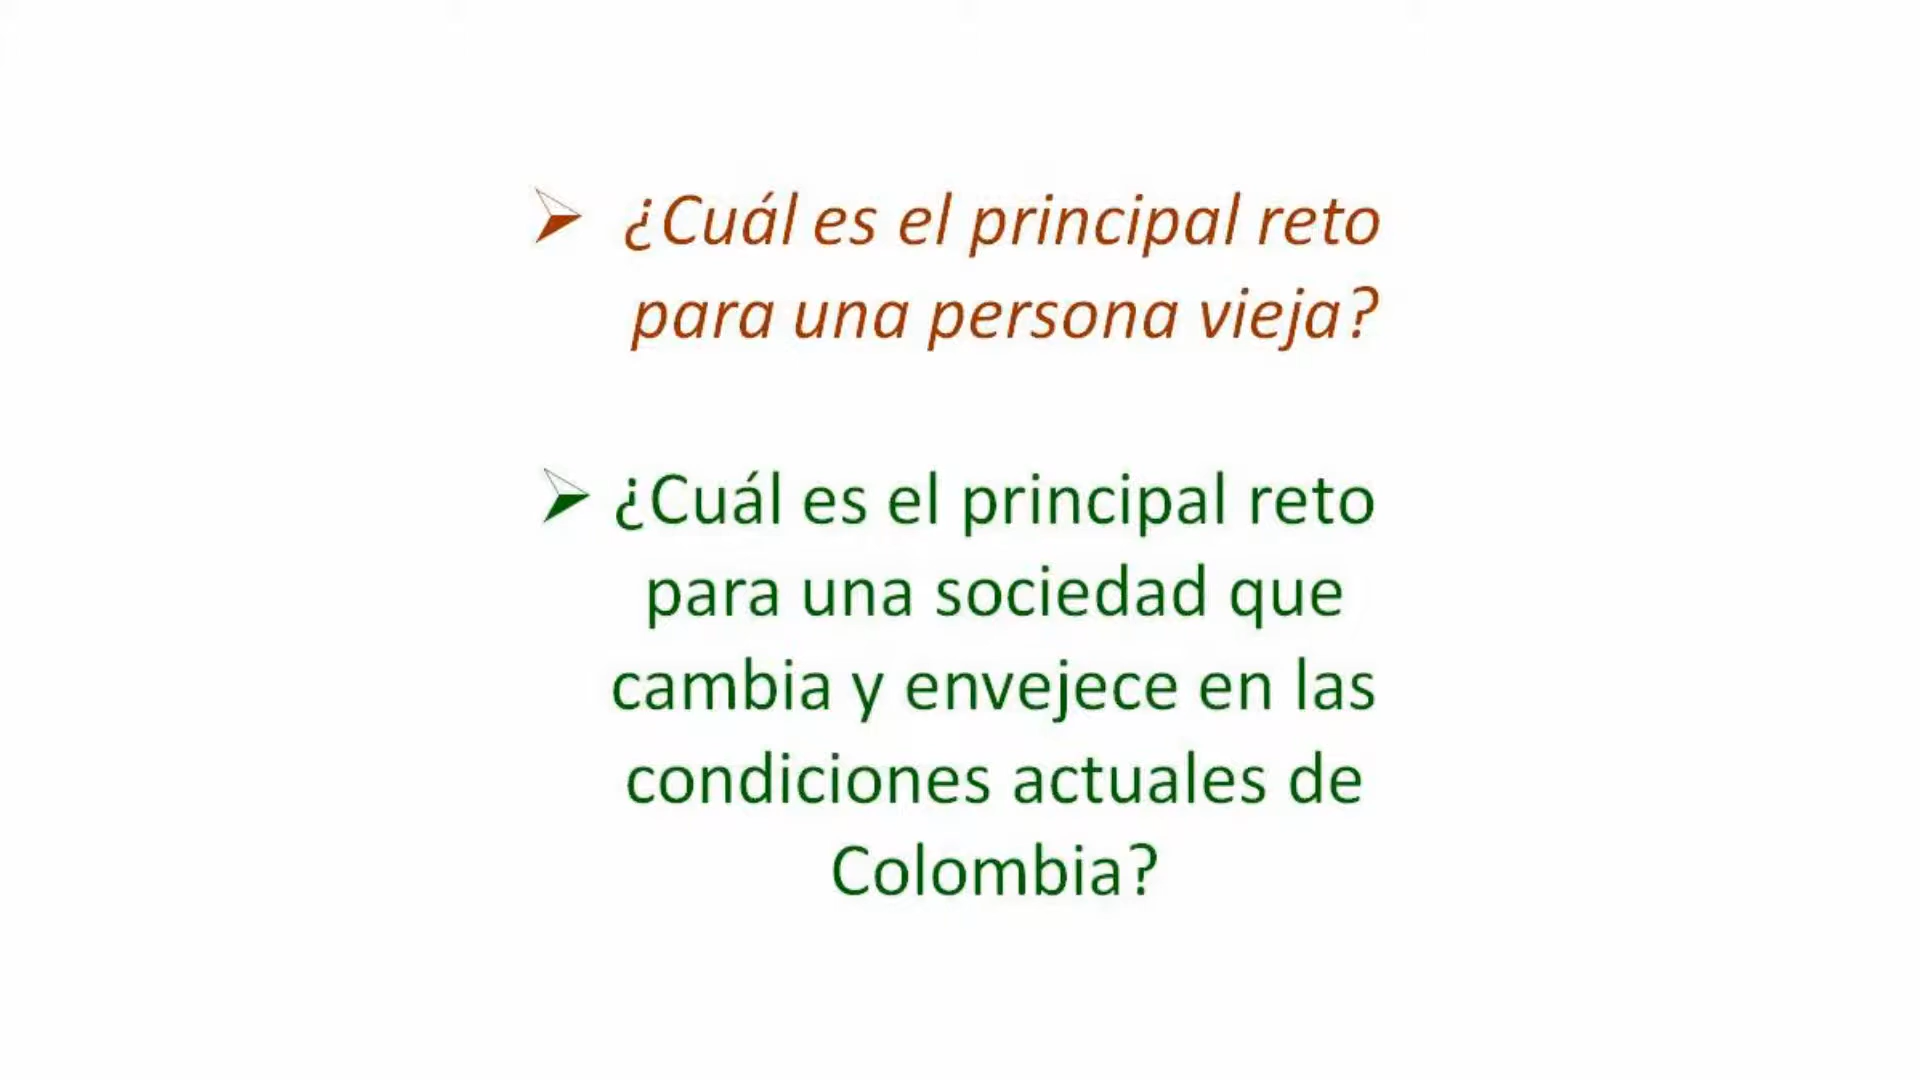 ¿Cuál es el principal reto
para una persona vieja?
¿Cuál es el principal reto
para una sociedad que
cambia y envejece en las
condiciones actuales de
Colombia?